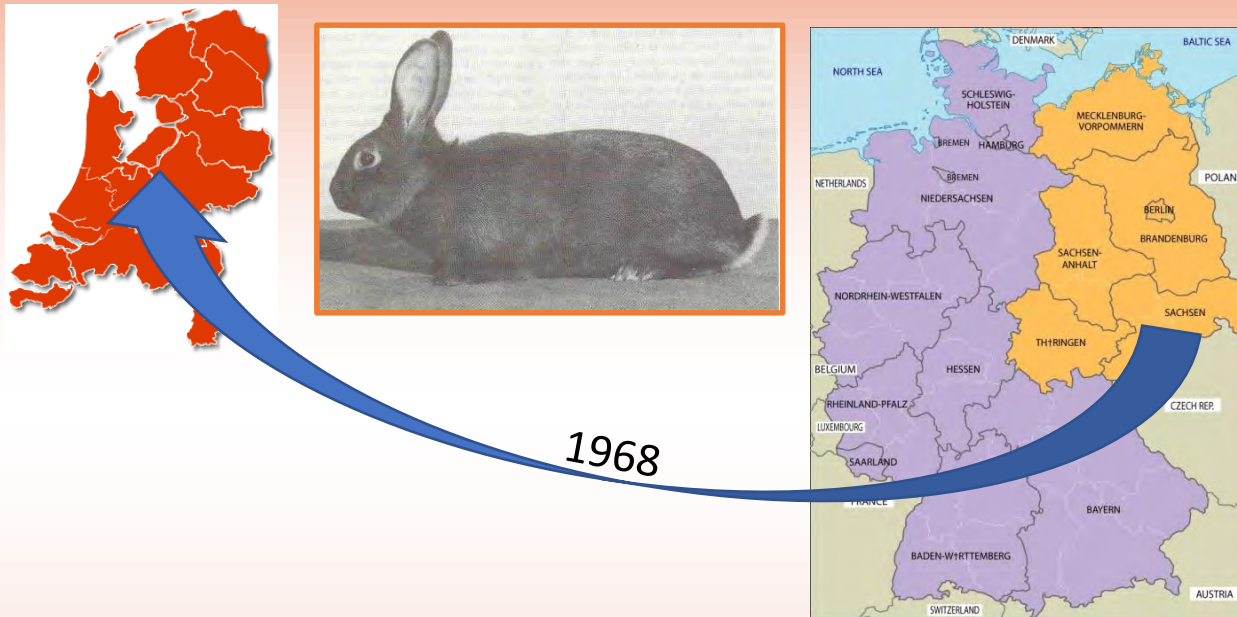 1968
DENMARK
BALTIC SEA
NORTH SEA
SCHLESWIG-
HOLSTEIN
MECKLENBURG-
VORPOMMERN
BREMEN
HAMBURG
POLAN
NETHERLANDS
BREMEN
NIEDERSACHSEN
BERLIN
BRANDENBURG
SACHSEN-
ANHALT
NORDRHEIN-WESTFALEN
SACHSEN
TH†RINGEN
BELGIUM
HESSEN
RHEINLAND-PFALZ
CZECH REP.
LUXEMBOURG
SAARLAND
FRANCE
BAYERN
BADEN-W†RTTEMBERG
AUSTRIA
SWITZERLAND